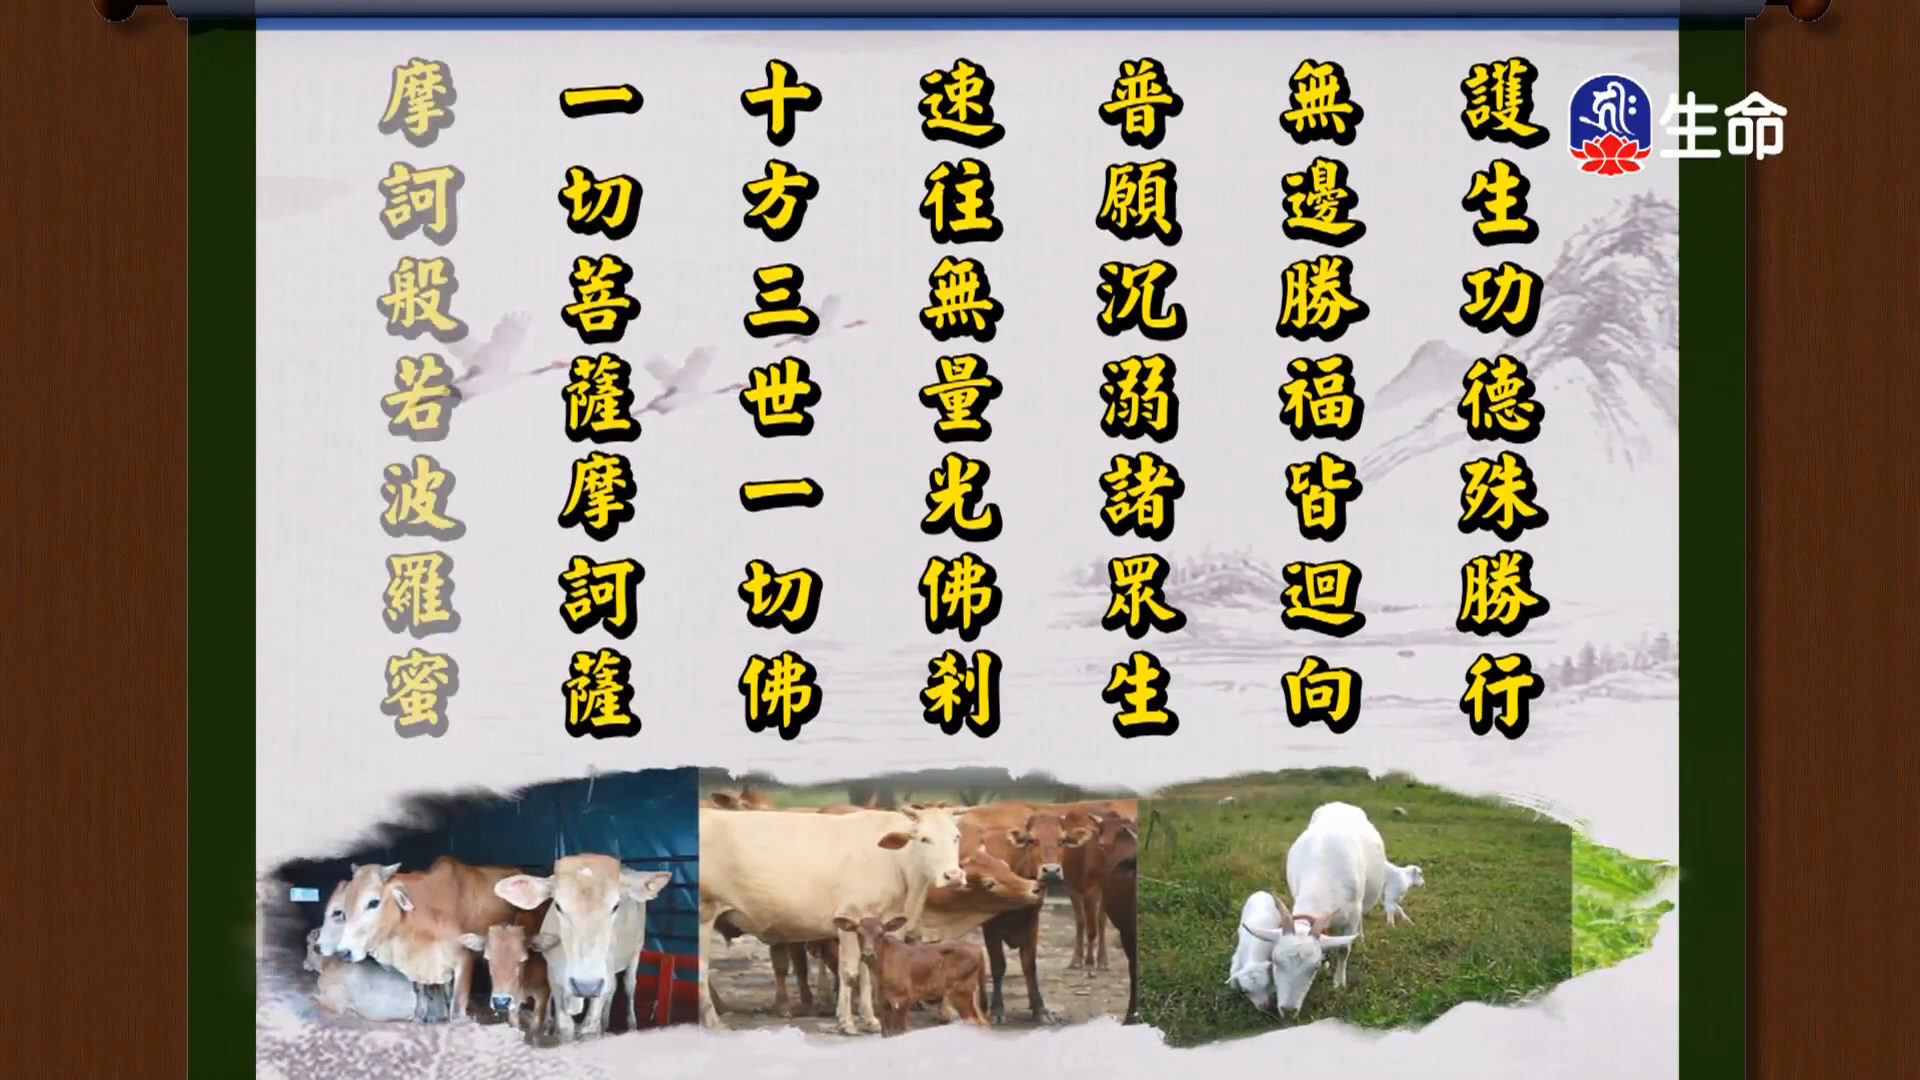 護生功德殊勝行
無邊勝福皆迴向
普願沉溺諸眾生
速往無量光佛剎
十方三世一切佛
一切菩薩摩訶薩
摩訶般若波羅蜜
生命